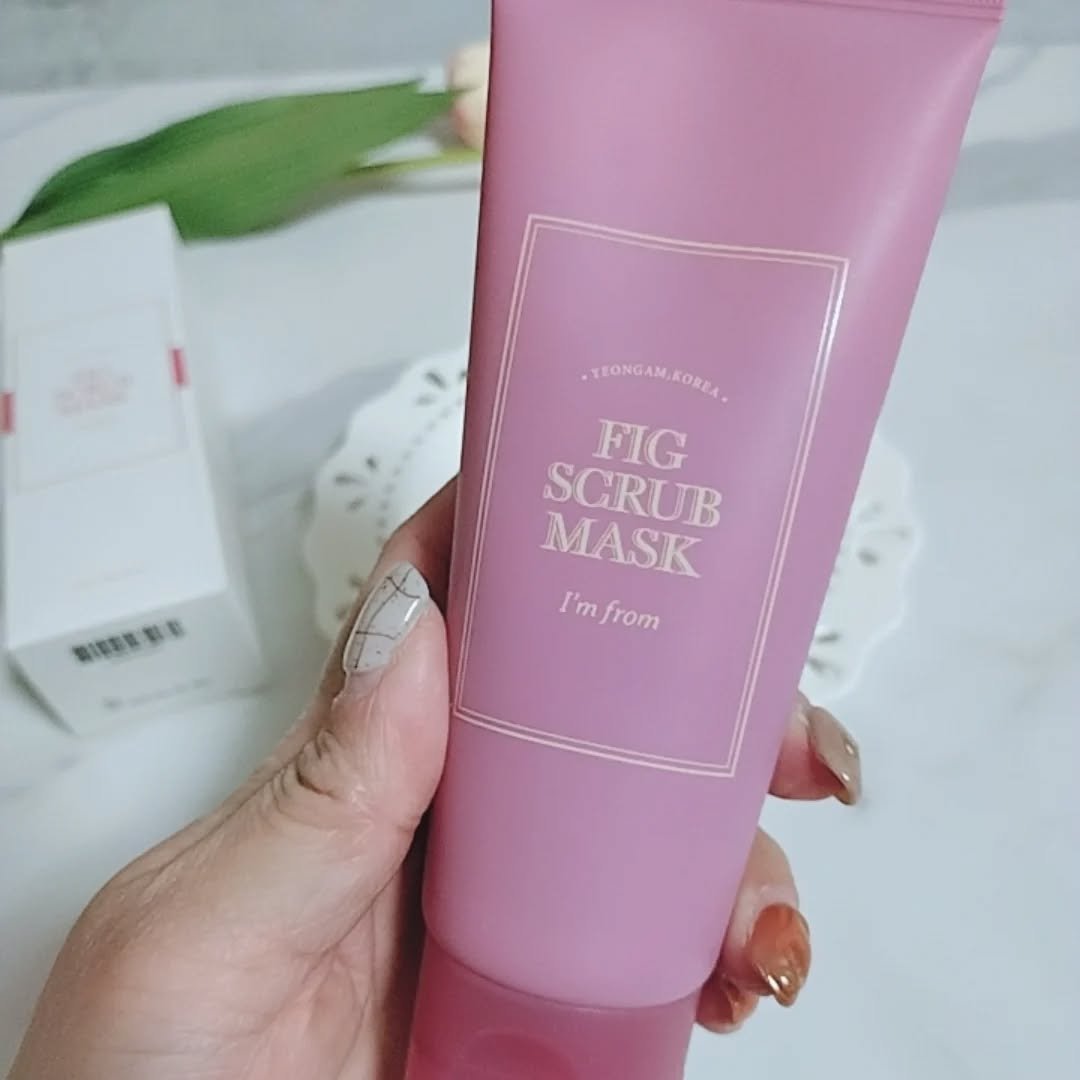 • YEONGAM,KOREA •
FIG
SCRUB
MASK
I'm from